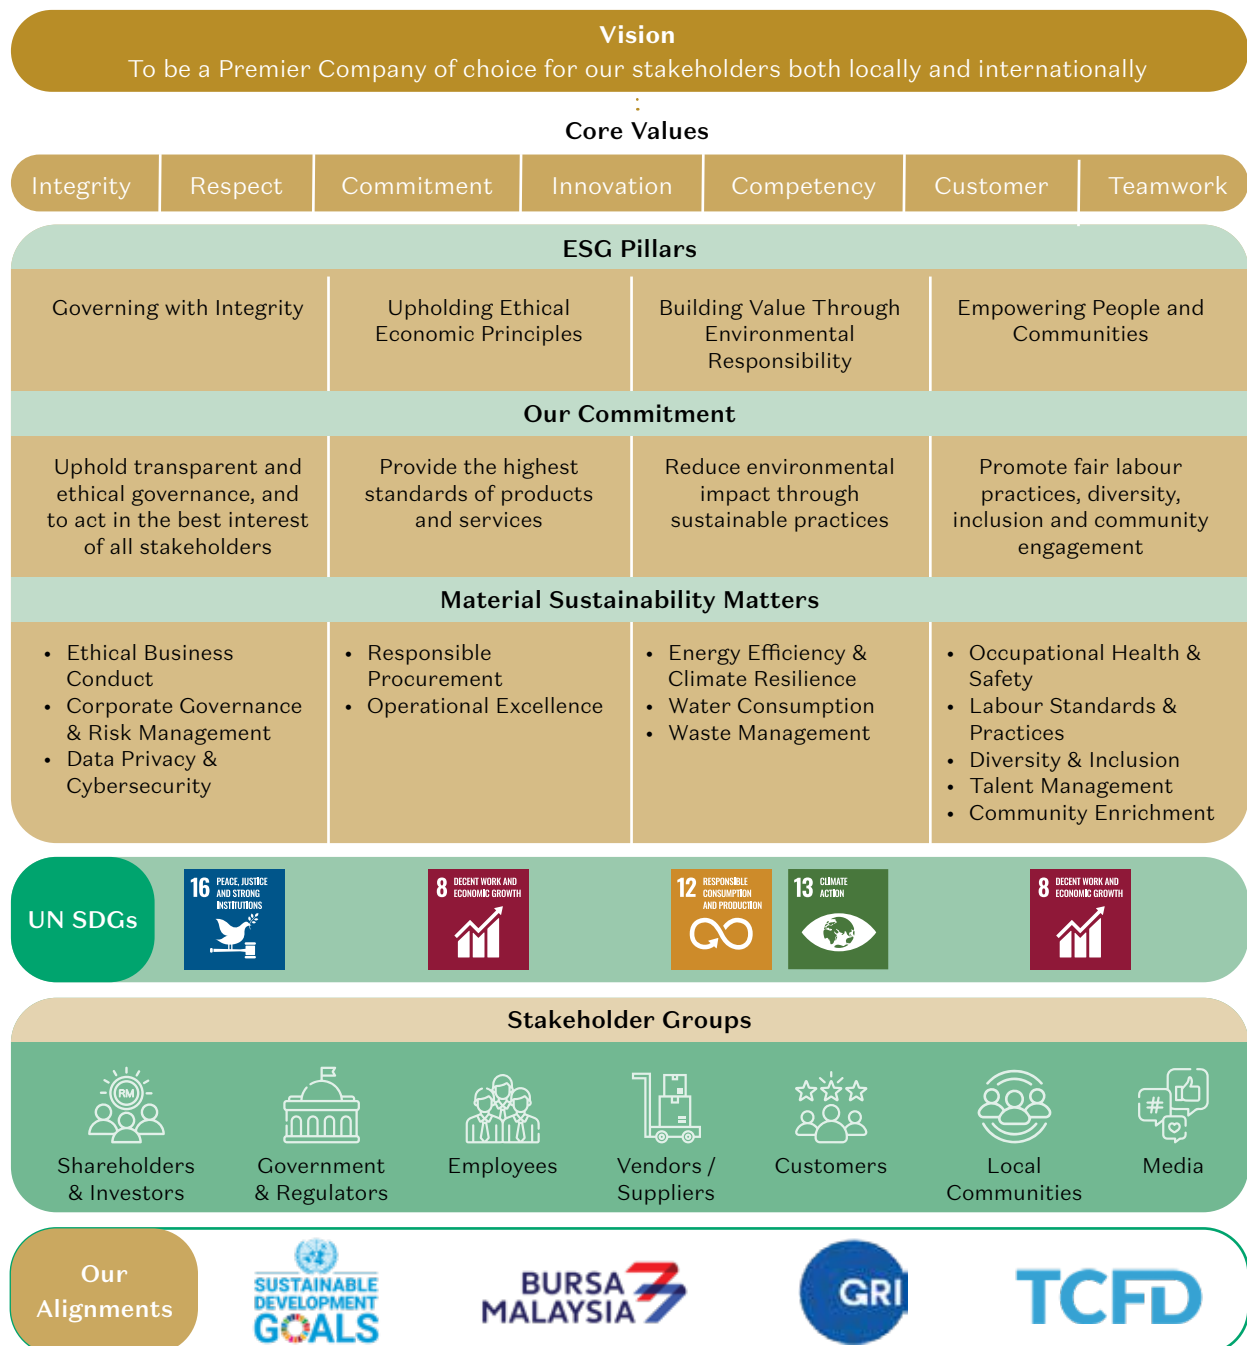 Vision
To be a Premier Company of choice for our stakeholders both locally and internationally
:
Core Values
Integrity
Respect
Commitment
Innovation
Competency
Customer
Teamwork
ESG Pillars
Governing with Integrity
Upholding Ethical
Economic Principles
Building Value Through
Environmental
Responsibility
Empowering People and
Communities
Our Commitment
Uphold transparent and
ethical governance, and
to act in the best interest
of all stakeholders
Provide the highest
standards of products
and services
Reduce environmental
impact through
sustainable practices
Promote fair labour
practices, diversity,
inclusion and community
engagement
Material Sustainability Matters
• Ethical Business
Conduct
• Corporate Governance
& Risk Management
• Data Privacy &
Cybersecurity
• Responsible
Procurement
• Operational Excellence
• Energy Efficiency &
Climate Resilience
• Water Consumption
• Waste Management
• Occupational Health &
Safety
• Labour Standards &
Practices
• Diversity & Inclusion
• Talent Management
• Community Enrichment
UN SDGs
16 PEACE, JUSTICE
AND STRONG
INSTITUTIONS
8 DECENT WORK AND
ECONOMIC GROWTH
12 RESPONSIBLE
CONSUMPTION
AND PRODUCTION
13 CLIMATE
ACTION
8 DECENT WORK AND
ECONOMIC GROWTH
Stakeholder Groups
RM
#
Shareholders
& Investors
Government
& Regulators
Employees
Vendors /
Suppliers
Customers
Local
Communities
Media
Our
Alignments
SUSTAINABLE
DEVELOPMENT
GOALS
BURSA
MALAYSIA
GRI
TCFD